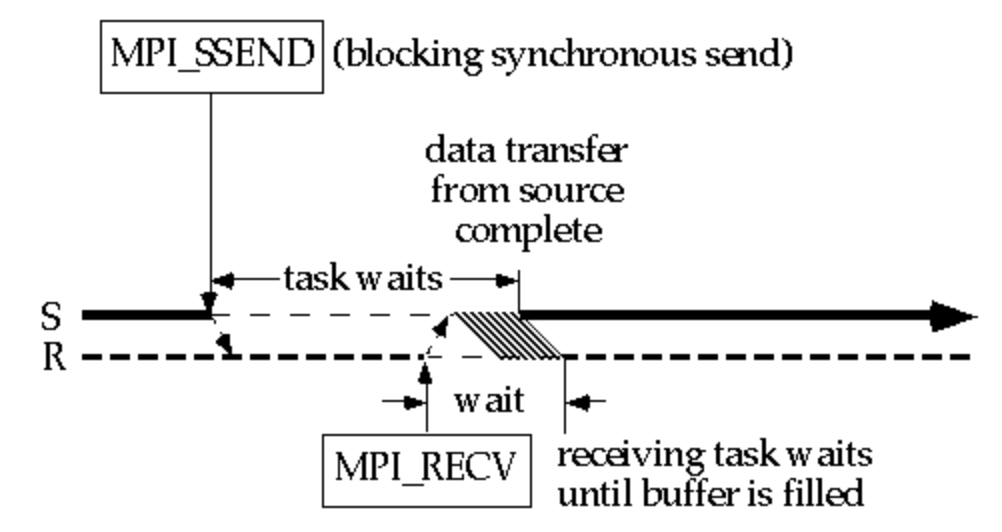 MPI_SSEND (blocking synchronous send)
data transfer
from source
complete
task waits
S
R
wait
MPI_RECV
receiving task waits
until buffer is filled